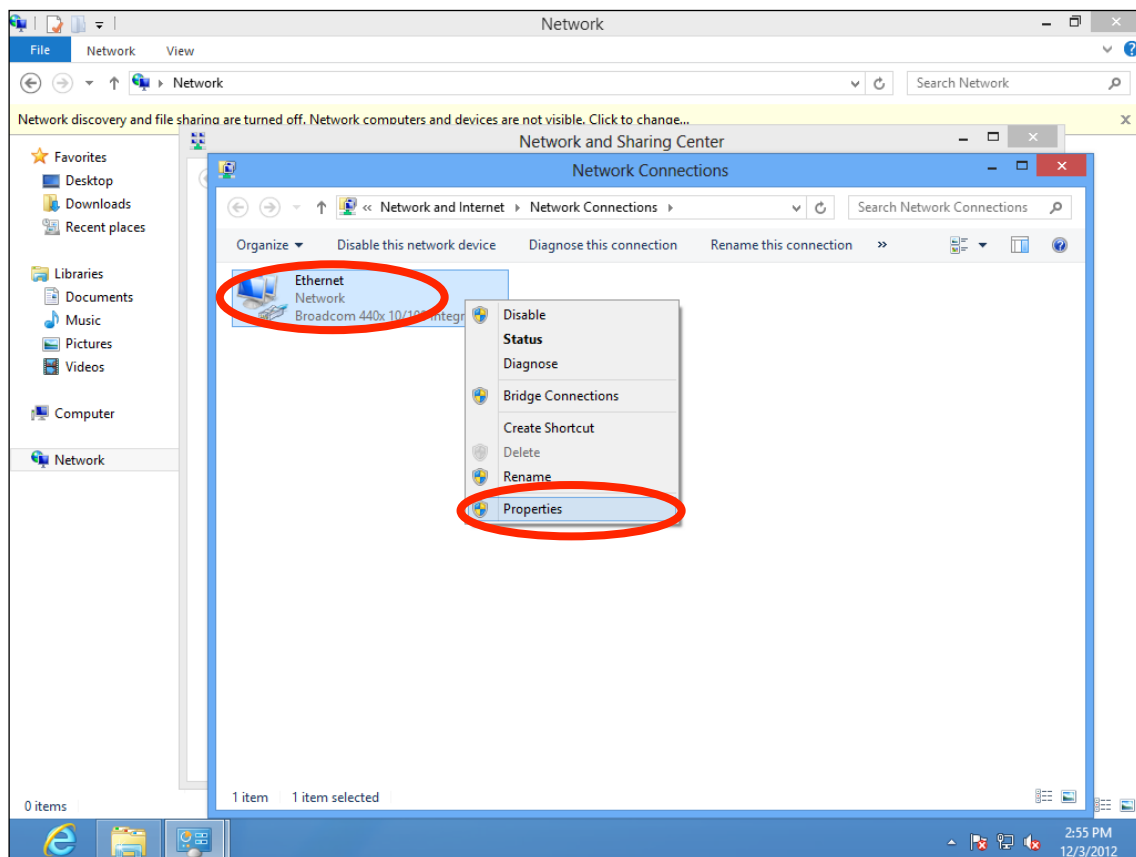 Network
File Network View
Network
Search Network
Network discovery and file sharing are turned off. Network computers and devices are not visible. Click to change...
Network and Sharing Center
Favorites
Desktop
Downloads
Recent places
Libraries
Documents
Music
Pictures
Videos
Computer
Network
0 items
Network Connections
« Network and Internet Network Connections
Search Network Connections
Organize Disable this network device Diagnose this connection Rename this connection »
Ethernet
Network
Broadcom 440x 10/100 Integr
Disable
Status
Diagnose
Bridge Connections
Create Shortcut
Delete
Rename
Properties
1 item 1 item selected
2:55 PM
12/3/2012